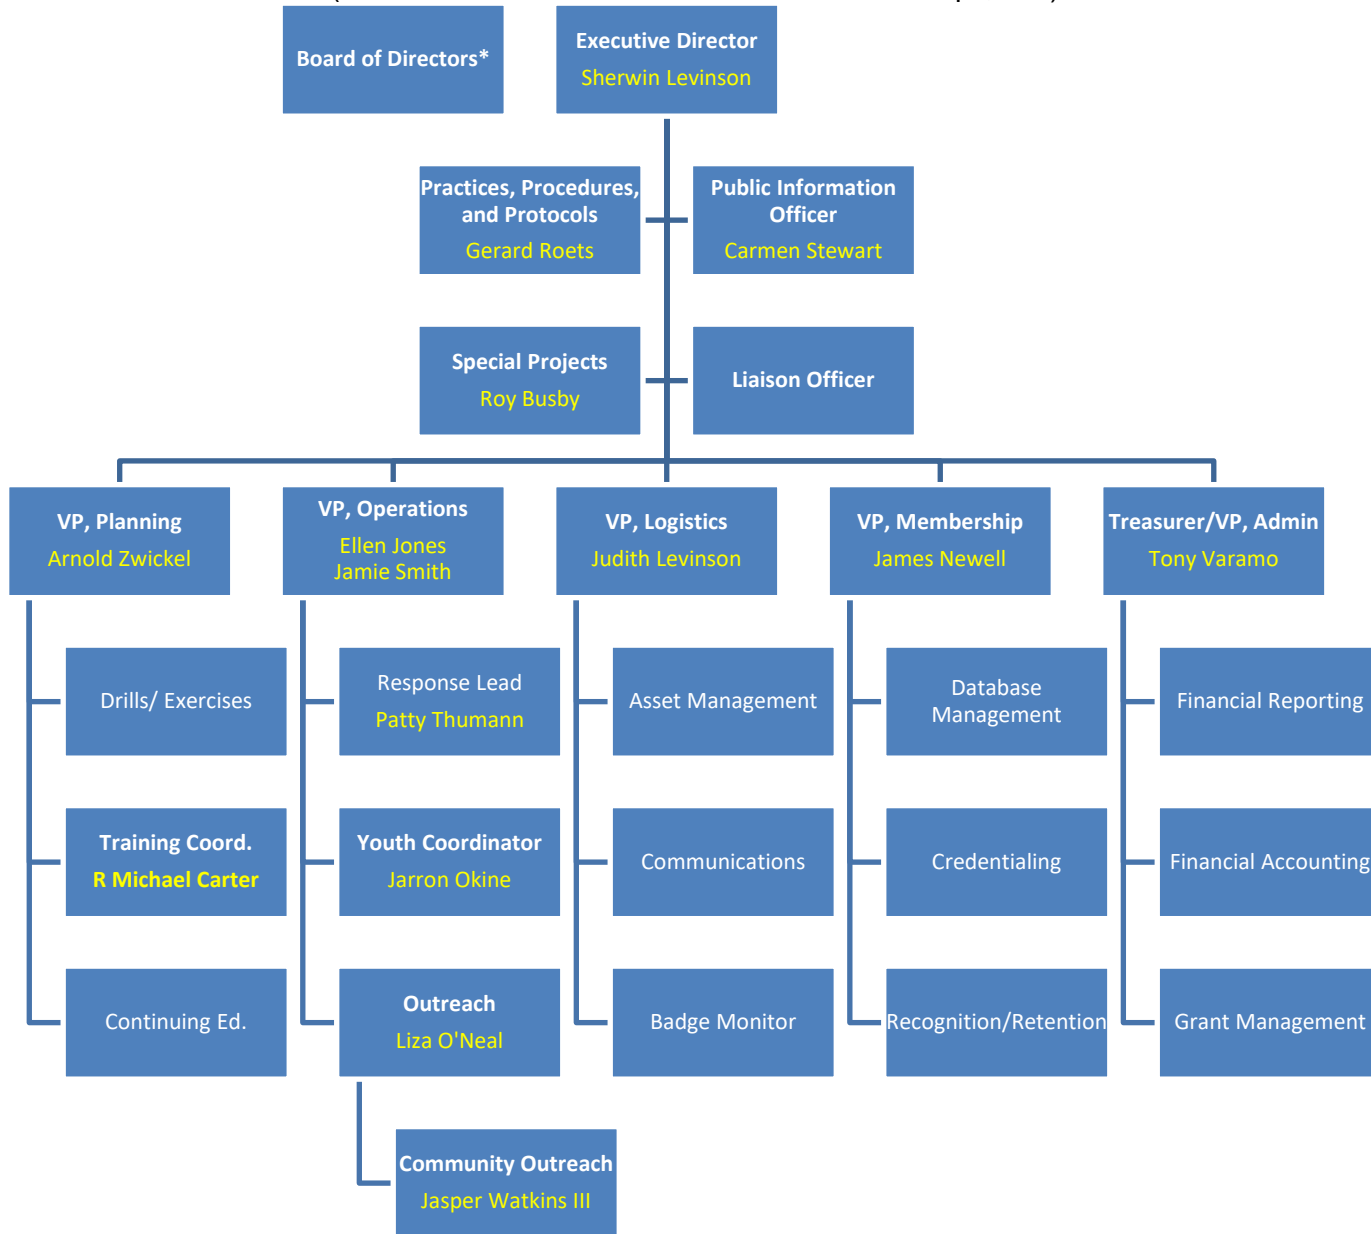 Board of Directors*
Executive Director
Sherwin Levinson
Practices, Procedures,
and Protocols
Gerard Roets
Public Information
Officer
Carmen Stewart
Special Projects
Roy Busby
Liaison Officer
VP, Planning
Arnold Zwickel
VP, Operations
Ellen Jones
Jamie Smith
VP, Logistics
Judith Levinson
VP, Membership
James Newell
Treasurer/VP, Admin
Tony Varamo
Drills/ Exercises
Response Lead
Patty Thumann
Asset Management
Database
Management
Financial Reporting
Training Coord.
R Michael Carter
Youth Coordinator
Jarron Okine
Communications
Credentialing
Financial Accounting
Continuing Ed.
Outreach
Liza O'Neal
Badge Monitor
Recognition/Retention
Grant Management
Community Outreach
Jasper Watkins III